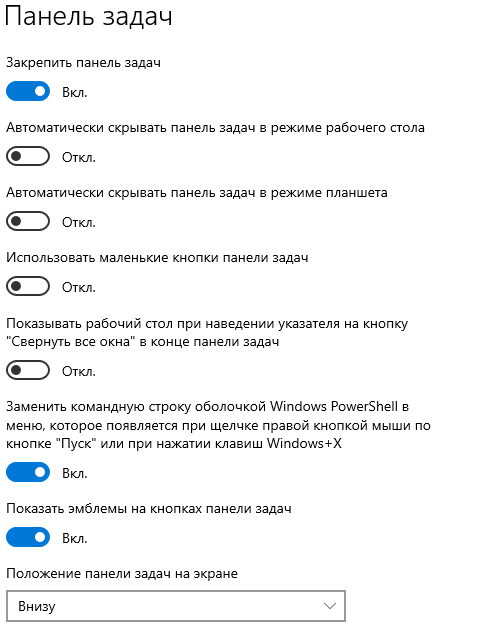 Панель задач
Закрепить панель задач
Вкл.
Автоматически скрывать панель задач в режиме рабочего стола
Откл.
Автоматически скрывать панель задач в режиме планшета
Откл.
Использовать маленькие кнопки панели задач
Откл.
Показывать рабочий стол при наведении указателя на кнопку
"Свернуть все окна" в конце панели задач
Откл.
Заменить командную строку оболочкой Windows PowerShell в
меню, которое появляется при щелчке правой кнопкой мыши по
кнопке "Пуск" или при нажатии клавиш Windows+X
Вкл.
Показать эмблемы на кнопках панели задач
Вкл.
Положение панели задач на экране
Внизу